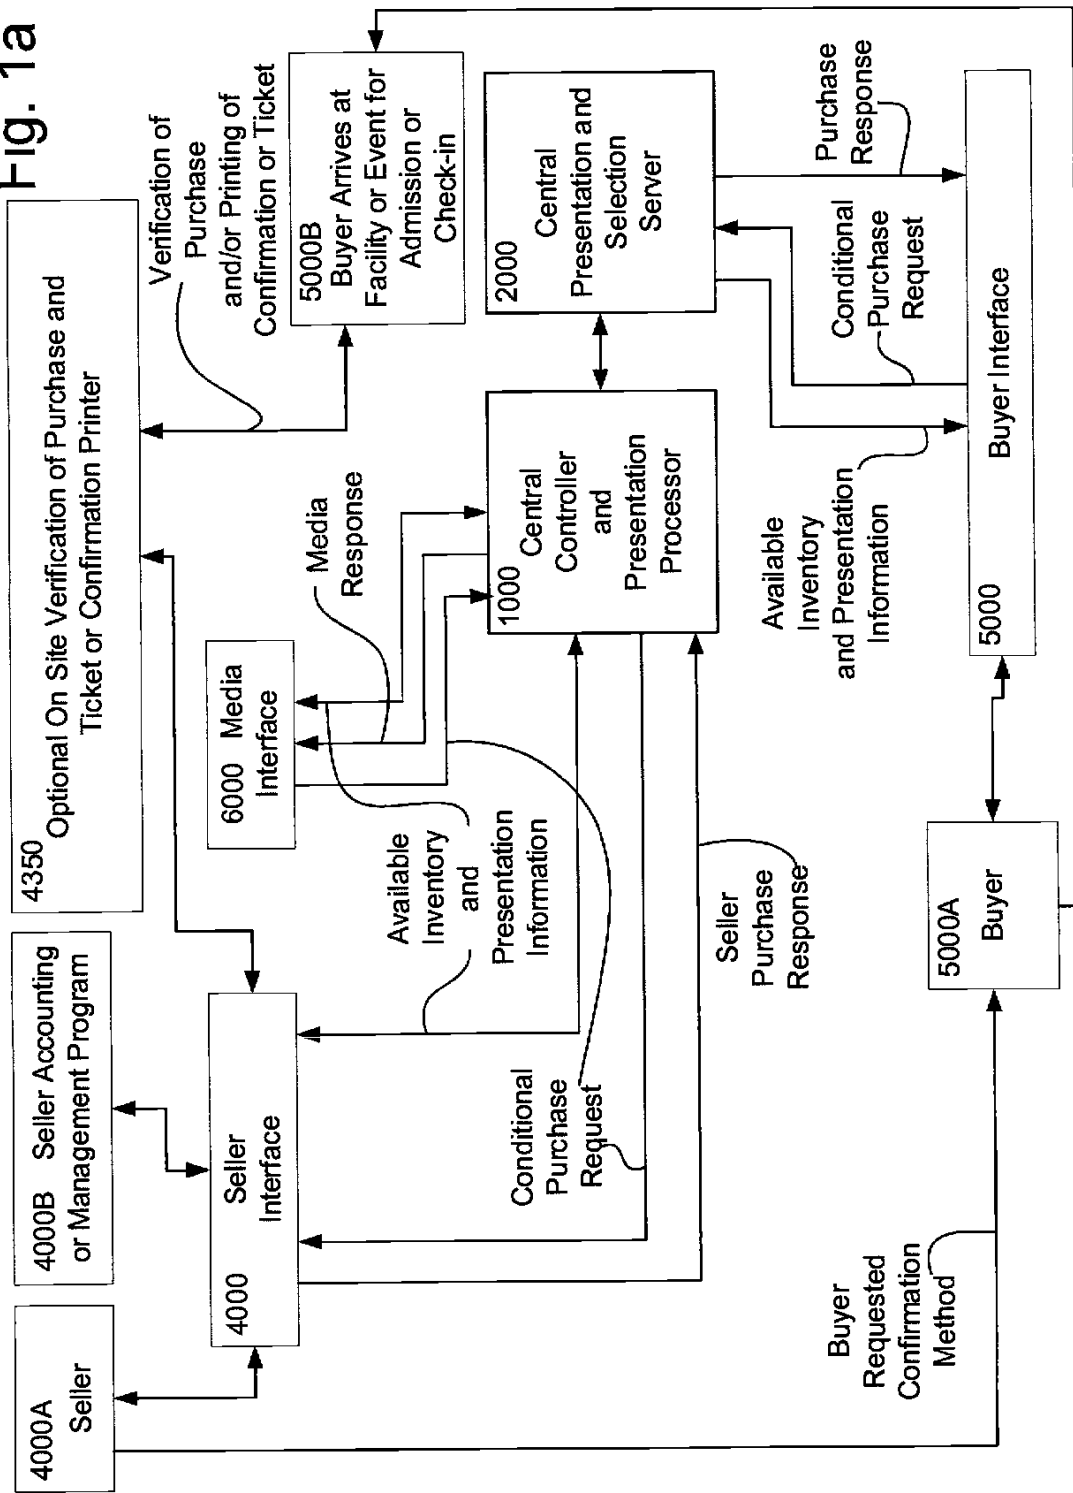 Fig. 1a
4000A
Seller
4000B Seller Accounting
or Management Program
4350
Optional On Site Verification of Purchase and
Ticket or Confirmation Printer
4000
Seller
Interface
6000 Media
Interface
Verification of
Purchase
and/or Printing of
Confirmation or Ticket
5000B
Buyer Arrives at
Facility or Event for
Admission or
Check-in
Media
Response
Available
Inventory
and
Presentation
Information
1000
Central
Controller
and
Presentation
Processor
2000
Central
Presentation and
Selection
Server
Conditional
Purchase
Request
Seller
Purchase
Response
Available
Inventory
and Presentation
Information
Conditional
Purchase
Request
Purchase
Response
Buyer
Requested
Confirmation
Method
5000A
Buyer
5000
Buyer Interface